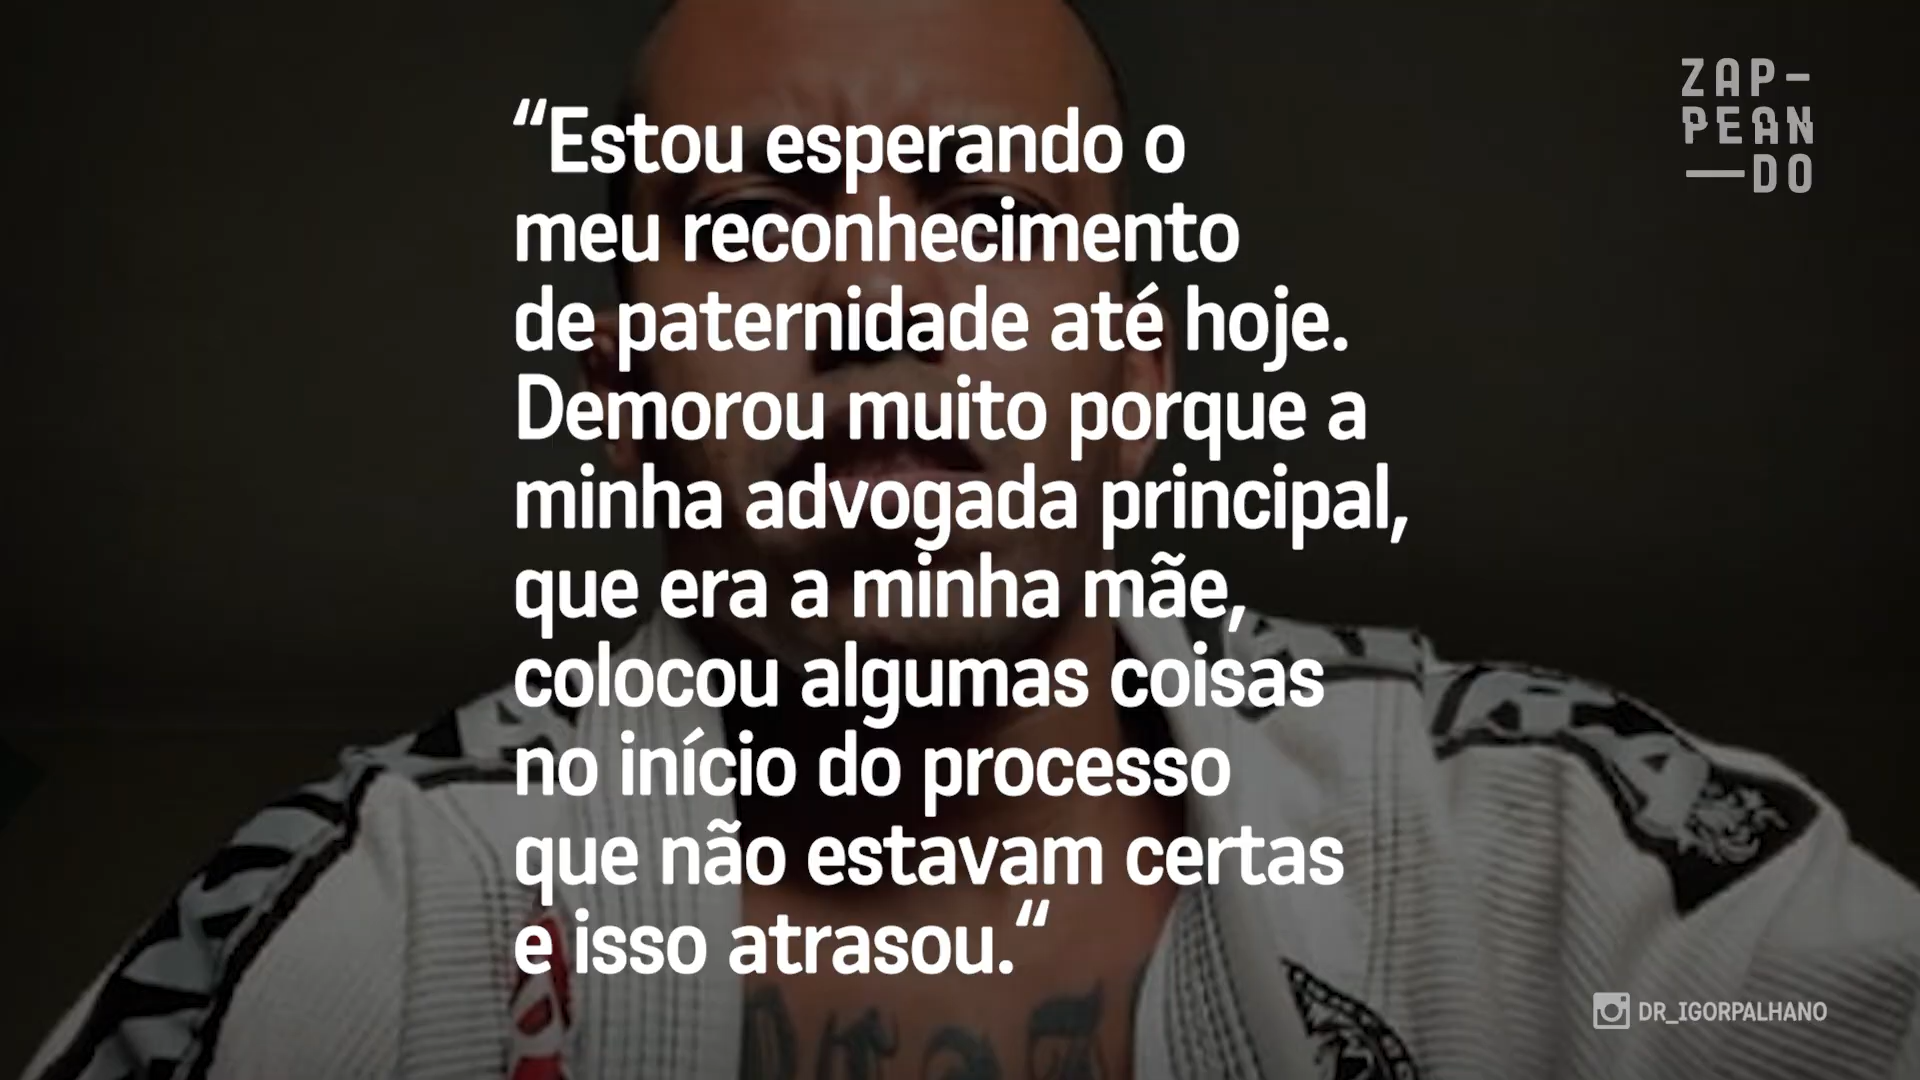 ZAP-
PEAN
—DO
“Estou esperando o
meu reconhecimento
de paternidade até hoje.
Demorou muito porque a
minha advogada principal,
que era a minha mãe,
colocou algumas coisas
no início do processo
que não estavam certas
e isso atrasou.“
DR_IGORPALHANO